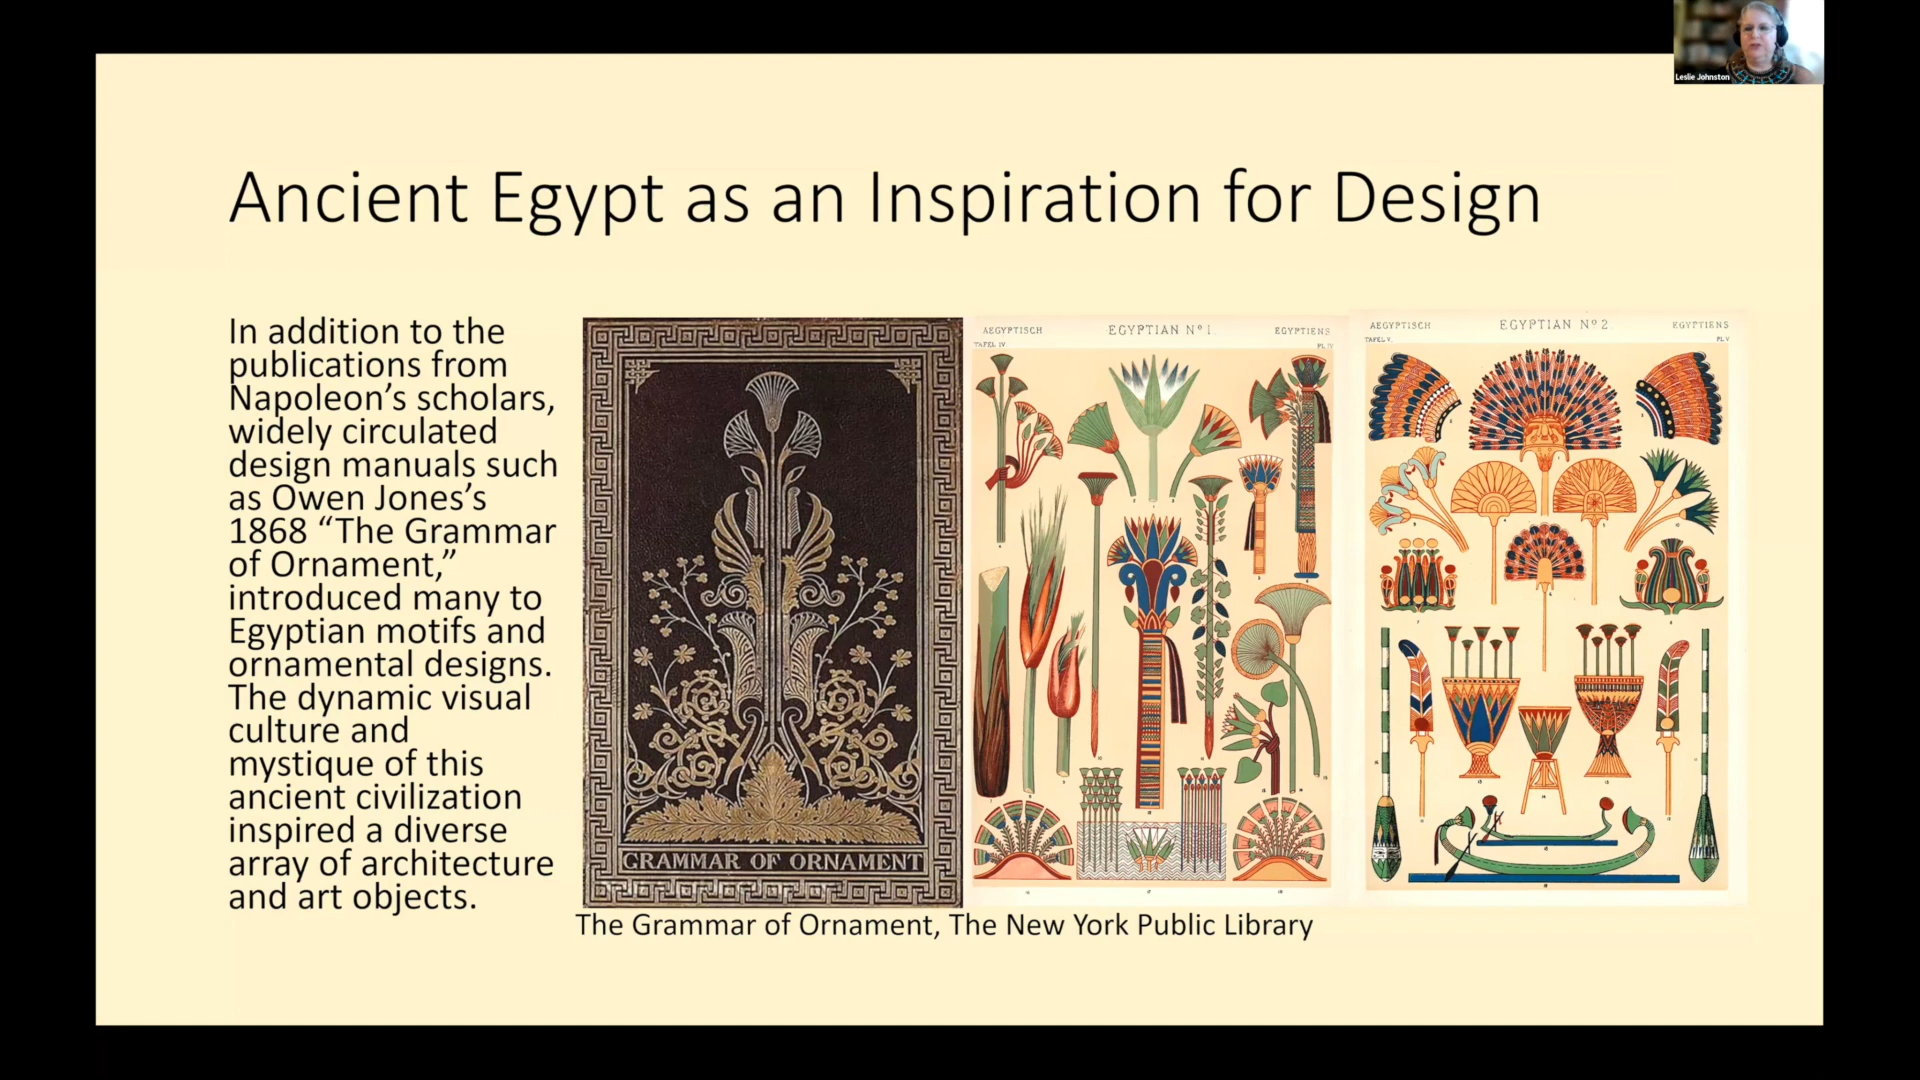 Leslie Johnston
Ancient Egypt as an Inspiration for Design
In addition to the
publications from
Napoleon’s scholars,
widely circulated
design manuals such
as Owen Jones’s
1868 “The Grammar
of Ornament,”
introduced many to
Egyptian motifs and
ornamental designs.
The dynamic visual
culture and
mystique of this
ancient civilization
inspired a diverse
array of architecture
and art objects.
GRAMMAR OF ORNAMENT
AEGYPTISCH EGYPTIAN Nº 1. EGYPTIENS
TAFEL IV PL IV
AEGYPTISCH EGYPTIAN Nº 2. EGYPTIENS
TAFEL V. PL V
The Grammar of Ornament, The New York Public Library